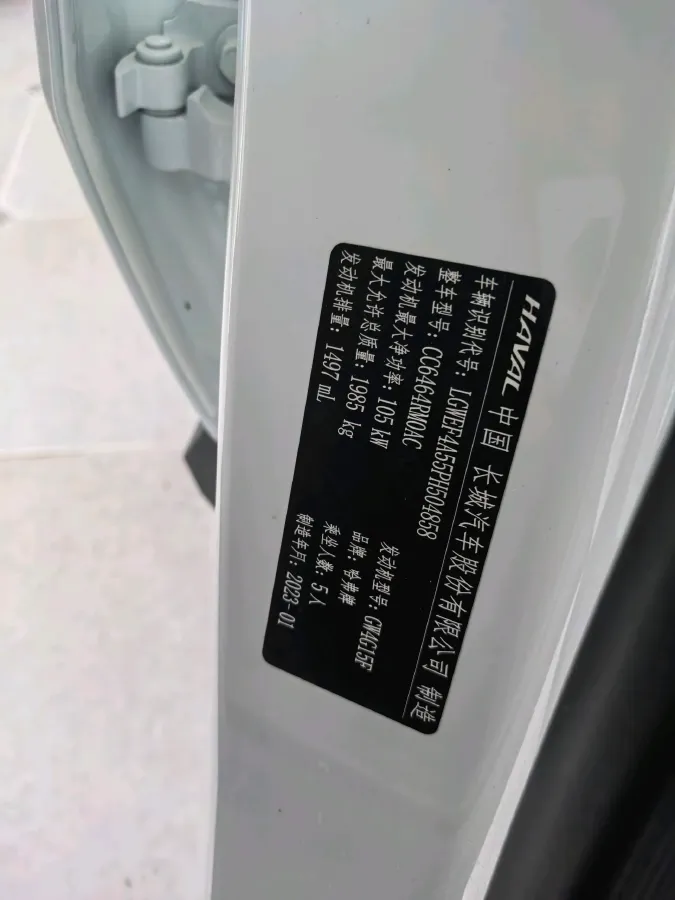 HAVAL 中国 长城汽车股份有限公司 制造
车辆识别代号：LGWEF4A55PH504858
整车型号：CC6464RM0AC
发动机最大净功率：105 kW 发动机型号：GW4G15F
最大允许总质量：1985 kg 品牌：哈弗牌
发动机排量：1497 mL 乘坐人数：5人
制造年月：2023-01